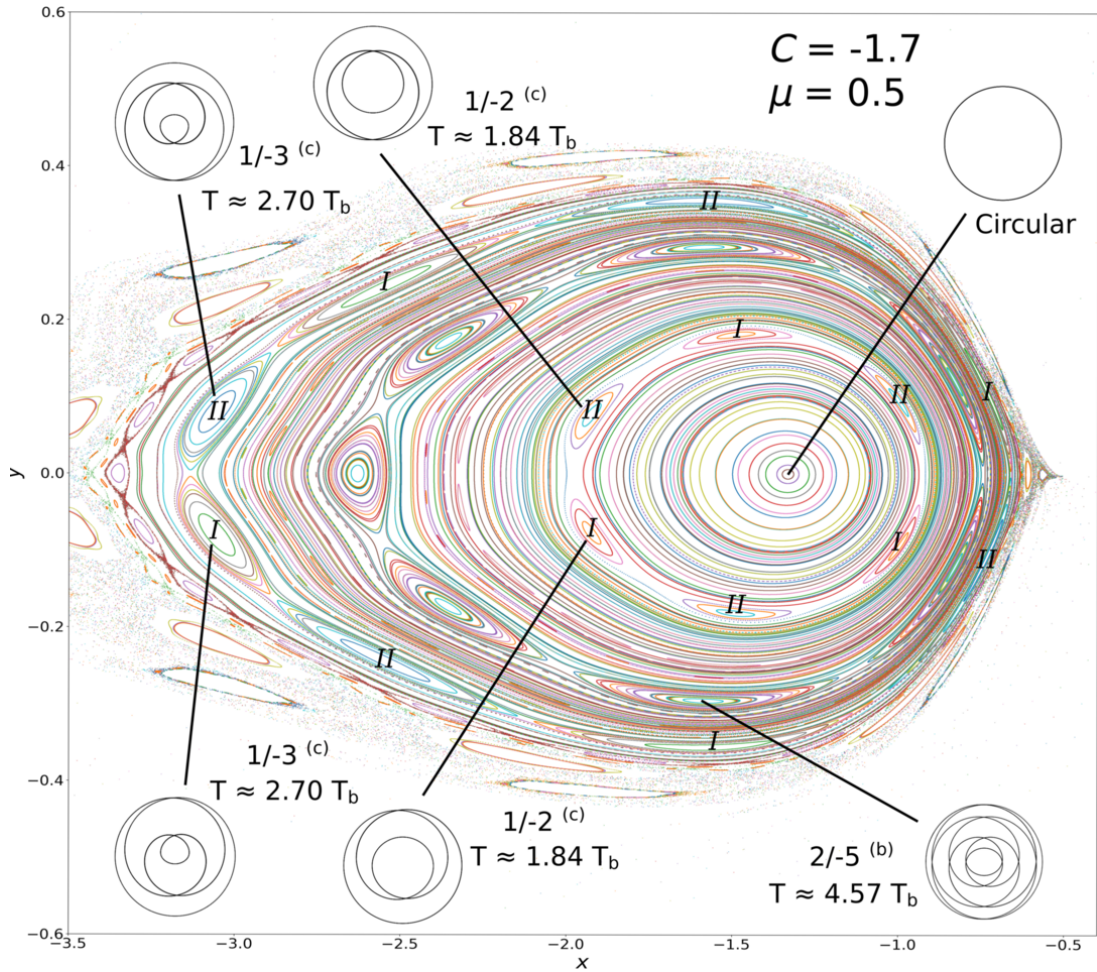 C = -1.7
μ = 0.5
1/-2 (c)
T ≈ 1.84 Tb
1/-3 (c)
T ≈ 2.70 Tb
Circular
II
I
I
II
II
II
I
I
I
II
II
II
I
1/-3 (c)
T ≈ 2.70 Tb
1/-2 (c)
T ≈ 1.84 Tb
2/-5 (b)
T ≈ 4.57 Tb
0.6
0.4
0.2
0.0
−0.2
−0.4
−0.6
y
−3.5
−3.0
−2.5
−2.0
−1.5
−1.0
−0.5
x